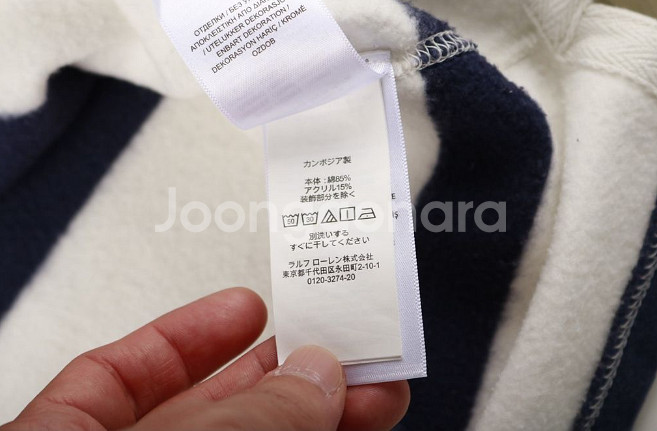 ОТДЕЛКИ / БЕЗ
ΑΠΟΚΛΕΙΣΤΙΚΗ ΑΠΟ ΔΙΑ
/ UTELUKKER DEKORASJ
ENBART DEKORATION /
DEKORASYON HARİÇ / KROMĚ
OZDOB
カンボジア製
本体：綿85%
アクリル15%
装飾部分を除く
別洗いする
すぐに干してください
ラルフ ローレン株式会社
東京都千代田区永田町2-10-1
0120-3274-20
Joonggonara